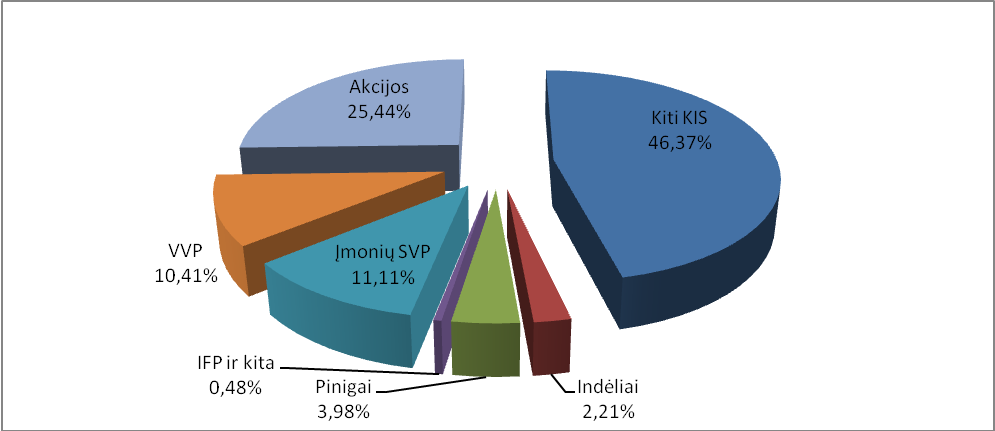 Akcijos
25,44%
Kiti KIS
46,37%
VVP
10,41%
Įmonių SVP
11,11%
IFP ir kita
0,48%
Pinigai
3,98%
Indėliai
2,21%